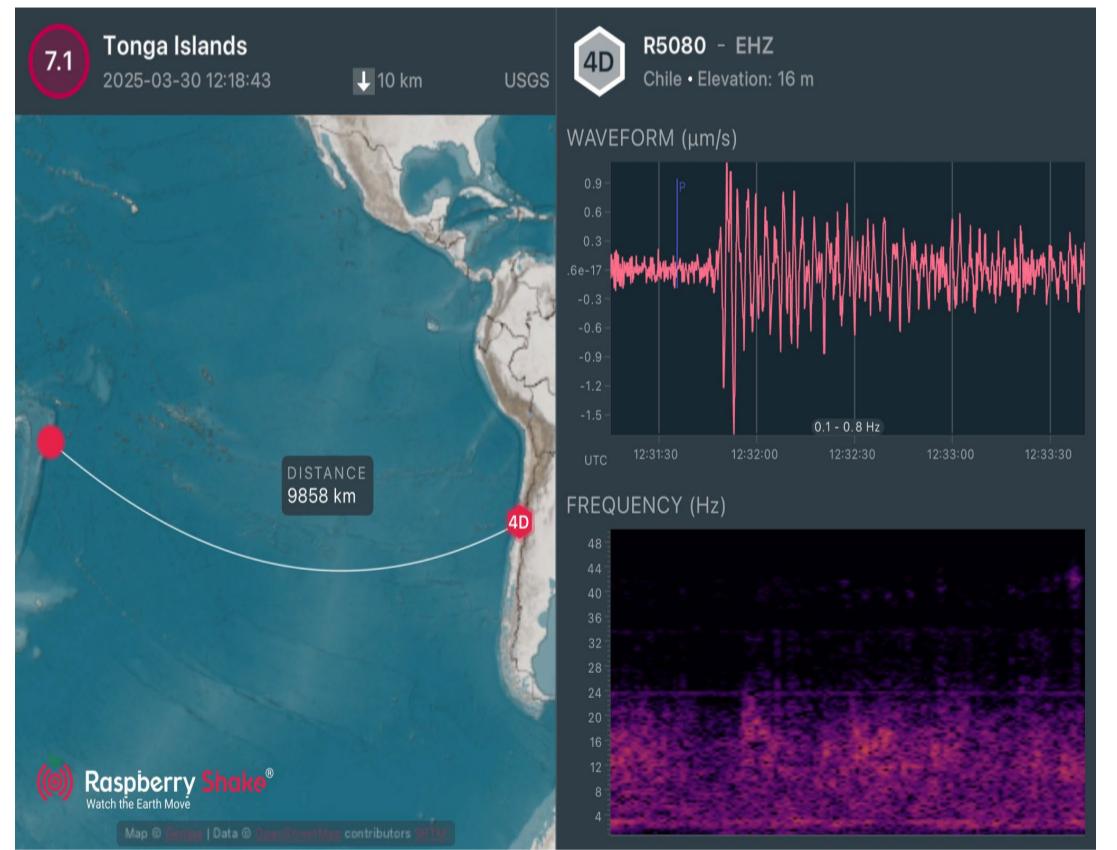 7.1
Tonga Islands
2025-03-30 12:18:43
10 km
USGS
DISTANCE
9858 km
4D
Raspberry Shake®
Watch the Earth Move
Map © Geoapify | Data © OpenStreetMap contributors SRTM
4D
R5080 - EHZ
Chile • Elevation: 16 m
WAVEFORM (µm/s)
0.9
0.6
0.3
.6e-17
-0.3
-0.6
-0.9
-1.2
-1.5
P
0.1 - 0.8 Hz
UTC
12:31:30
12:32:00
12:32:30
12:33:00
12:33:30
FREQUENCY (Hz)
48
44
40
36
32
28
24
20
16
12
8
4